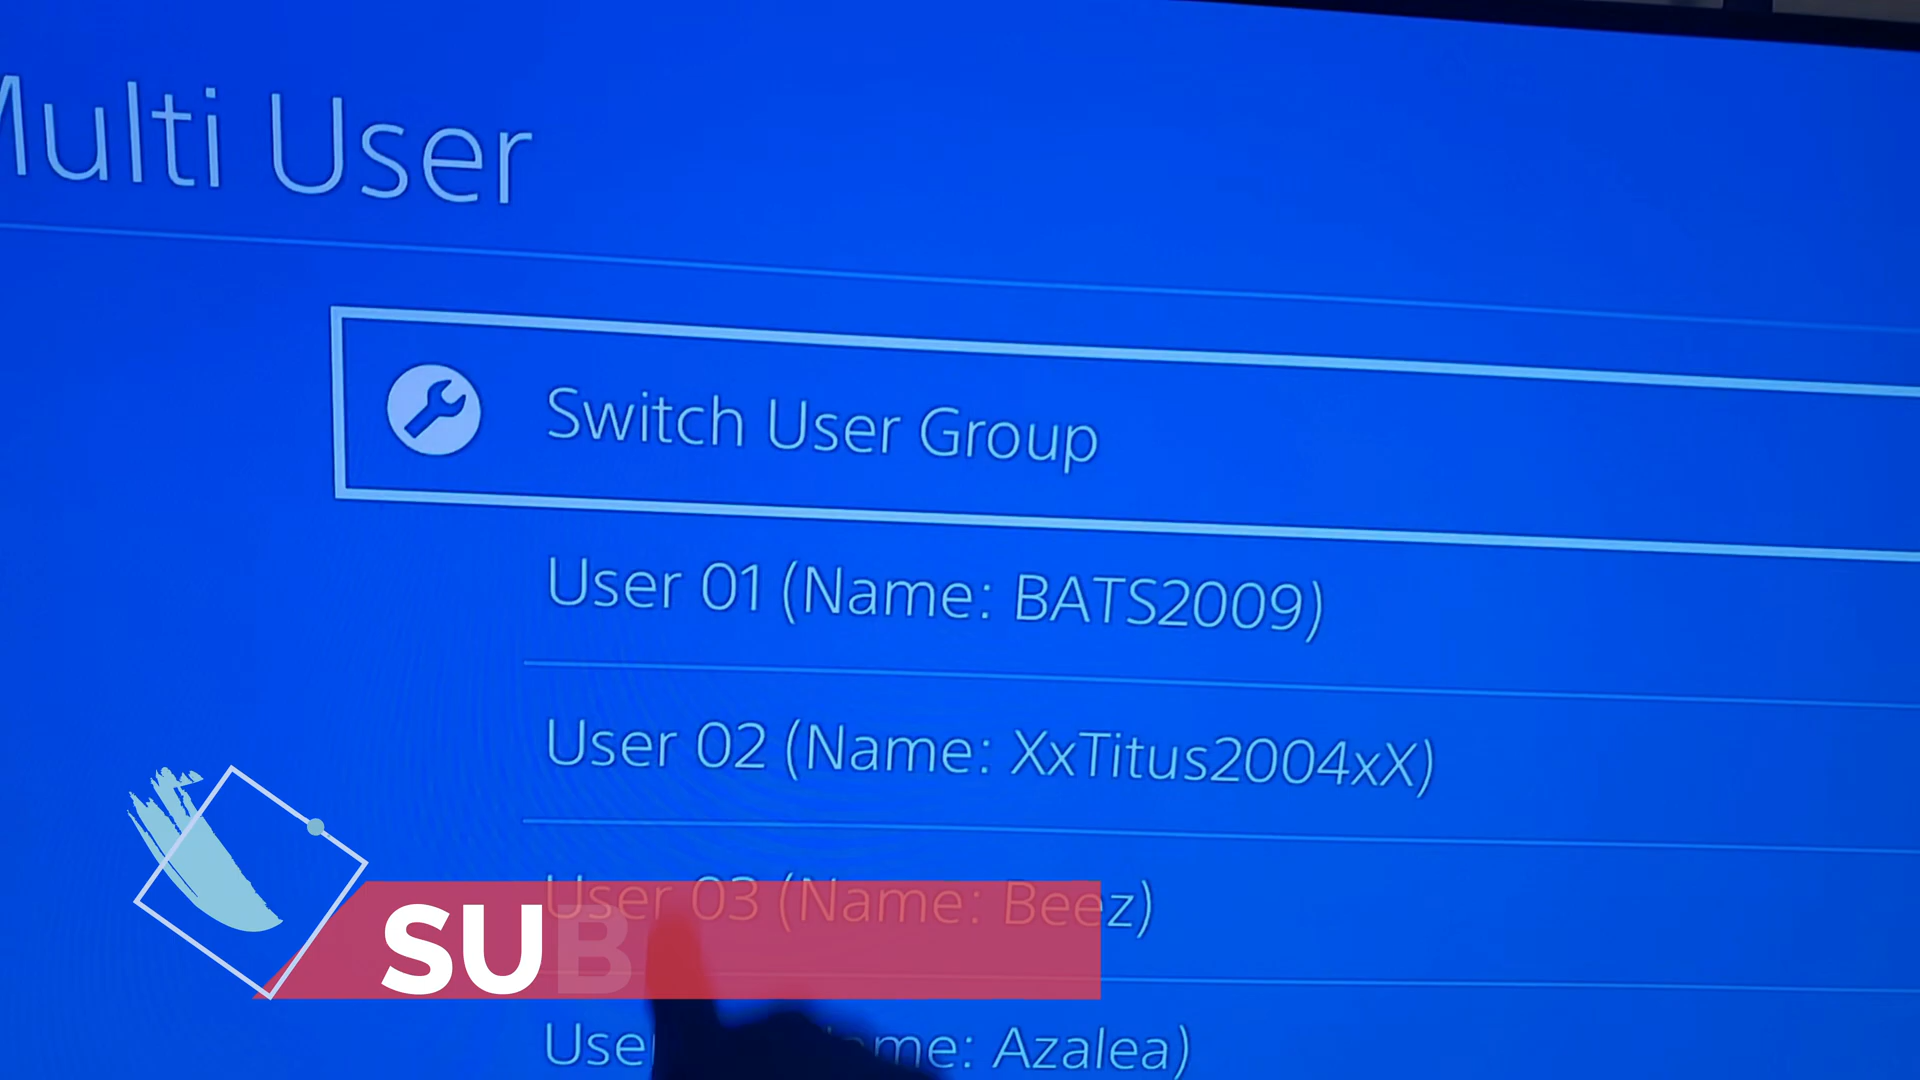 Multi User
Switch User Group
User 01 (Name: BATS2009)
User 02 (Name: XxTitus2004xX)
User 03 (Name: Beez)
SUB
Name: Azalea)